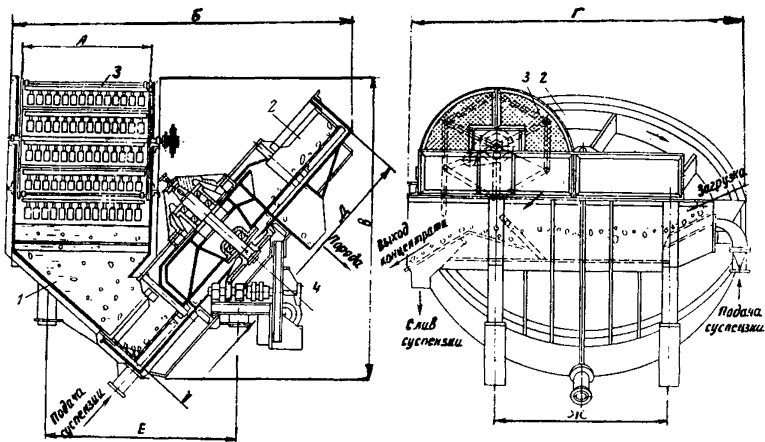 Б
А
3
2
Д
В
Порода
4
1
Подача
суспензии
Е
Г
3 2
Загрузка
Выход
концентрата
Слив
суспензии
Подача
суспензии
Ж